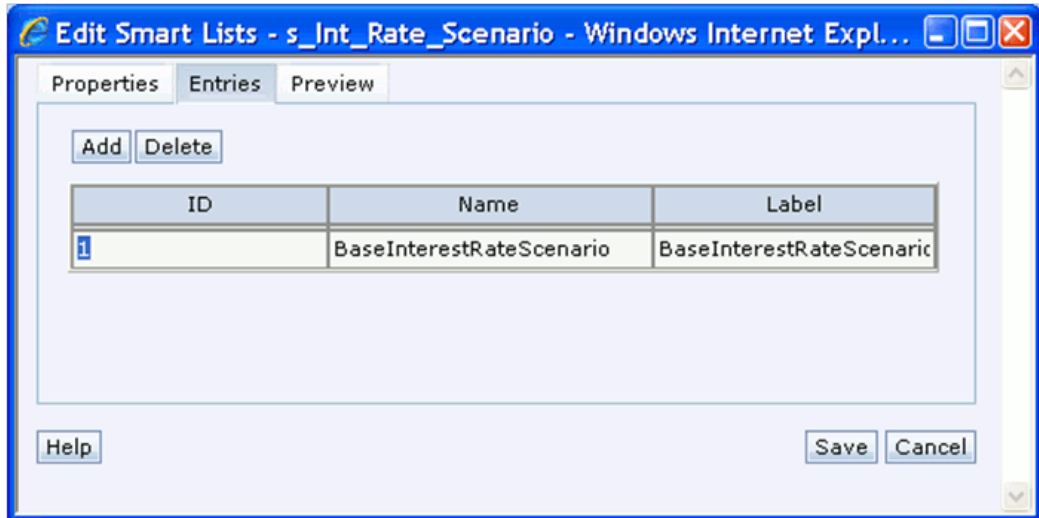 Edit Smart Lists - s_Int_Rate_Scenario - Windows Internet Expl...
Properties Entries Preview
Add Delete
ID Name Label
1 BaseInterestRateScenario BaseInterestRateScenario
Help Save Cancel